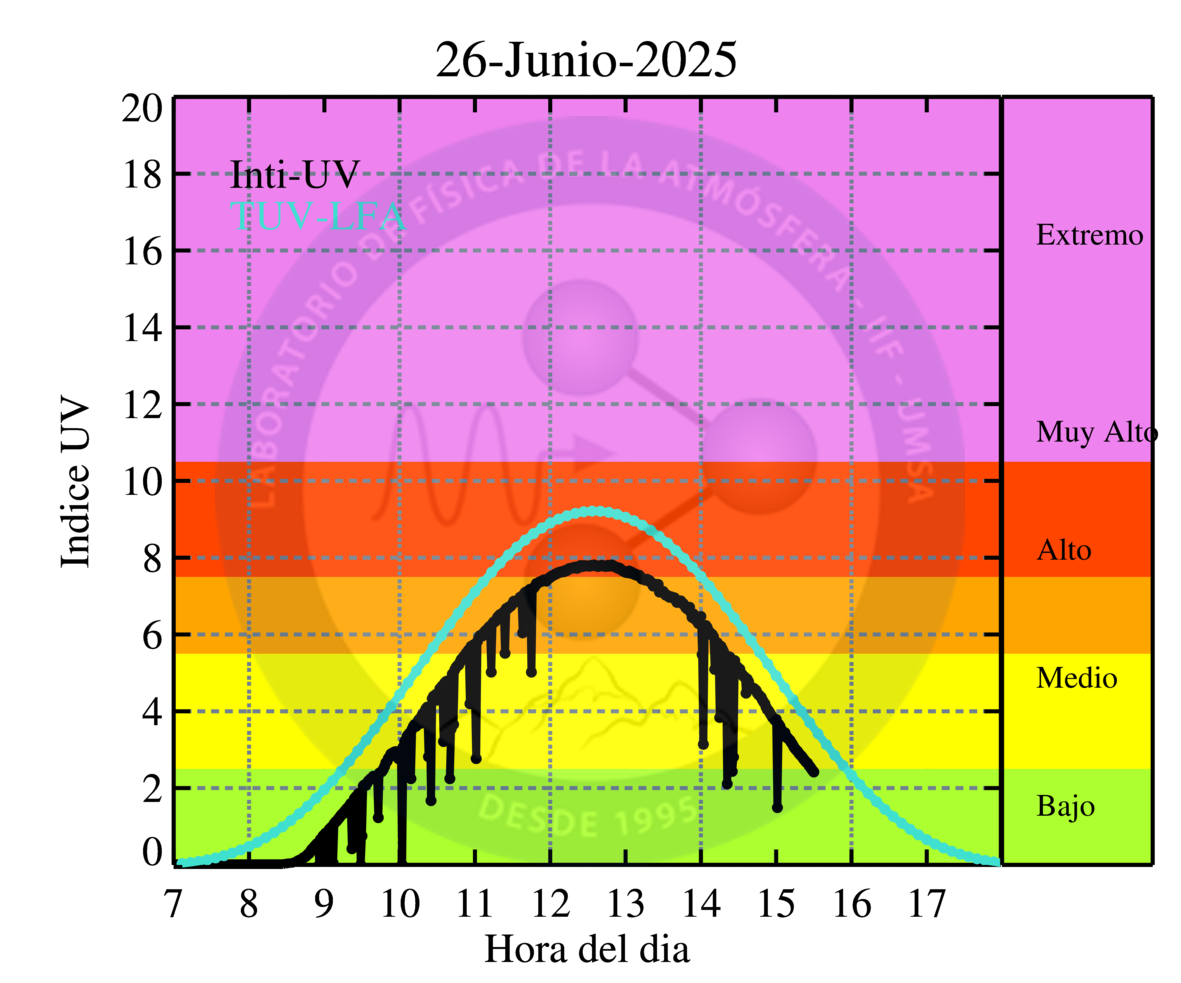 26-Junio-2025
Indice UV
20
18
16
14
12
10
8
6
4
2
0
Inti-UV
TUV-LFA
LABORATORIO DE FÍSICA DE LA ATMÓSFERA - IIF - UMSA
DESDE 1995
Extremo
Muy Alto
Alto
Medio
Bajo
7 8 9 10 11 12 13 14 15 16 17
Hora del dia